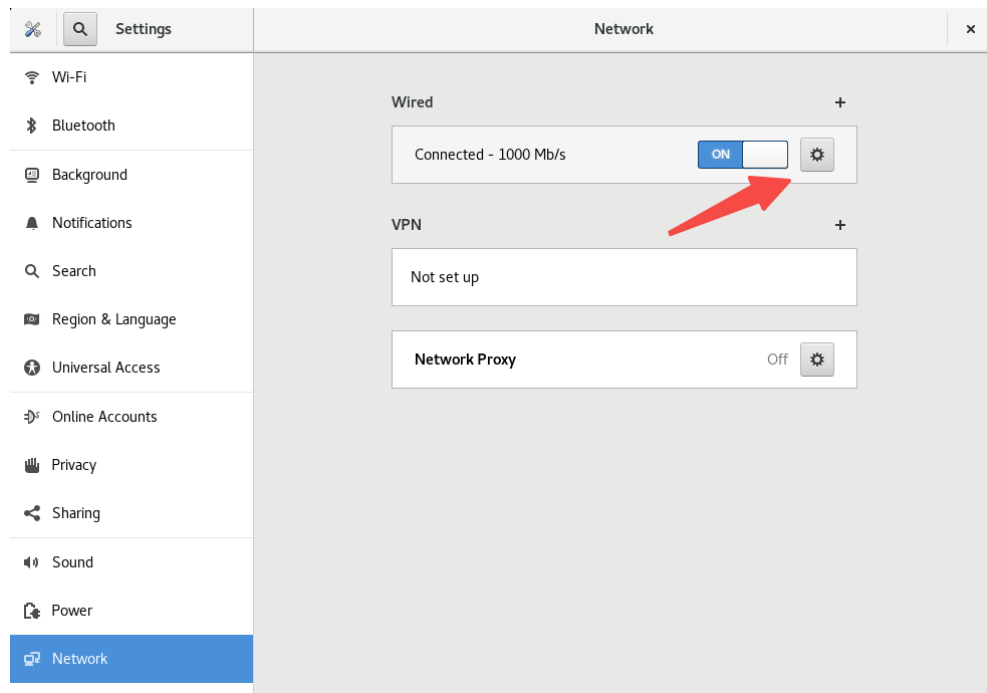 Settings
Network
Wi-Fi
Bluetooth
Background
Notifications
Search
Region & Language
Universal Access
Online Accounts
Privacy
Sharing
Sound
Power
Network
Wired
Connected - 1000 Mb/s
ON
VPN
Not set up
Network Proxy
Off